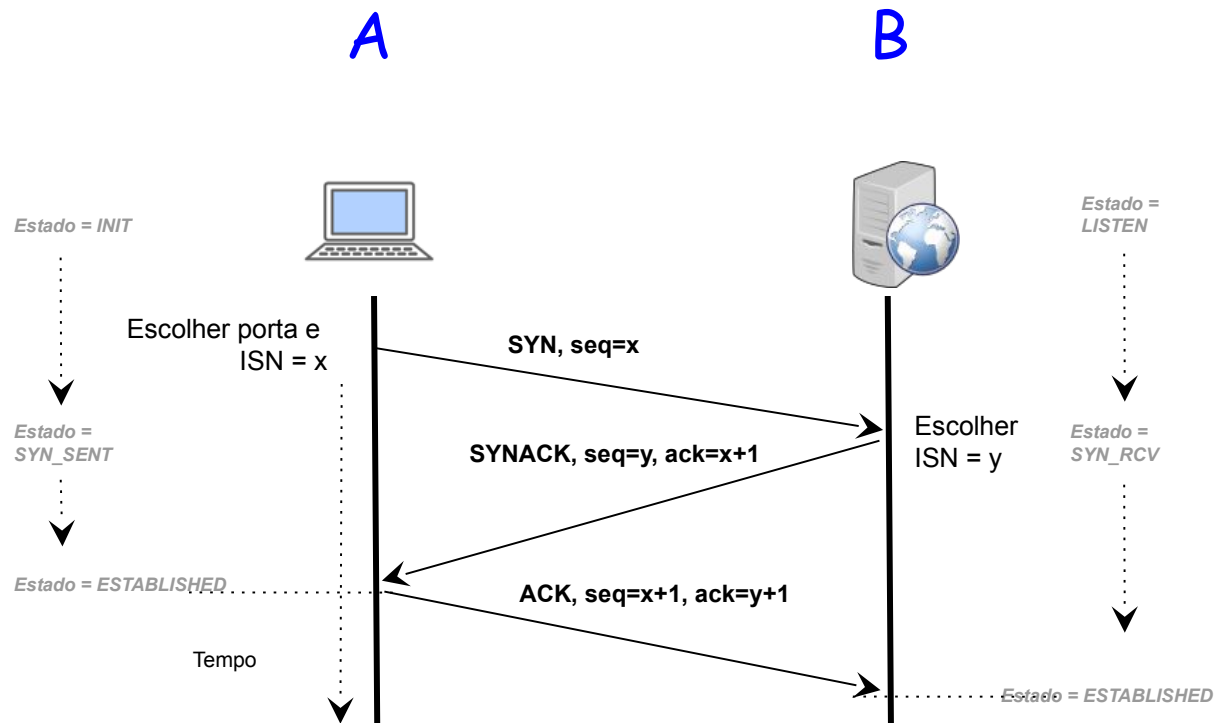 A
B
Estado = INIT
Estado =
LISTEN
Escolher porta e
ISN = x
SYN, seq=x
Escolher
ISN = y
Estado =
SYN_SENT
SYNACK, seq=y, ack=x+1
Estado =
SYN_RCV
Estado = ESTABLISHED
ACK, seq=x+1, ack=y+1
Tempo
Estado = ESTABLISHED